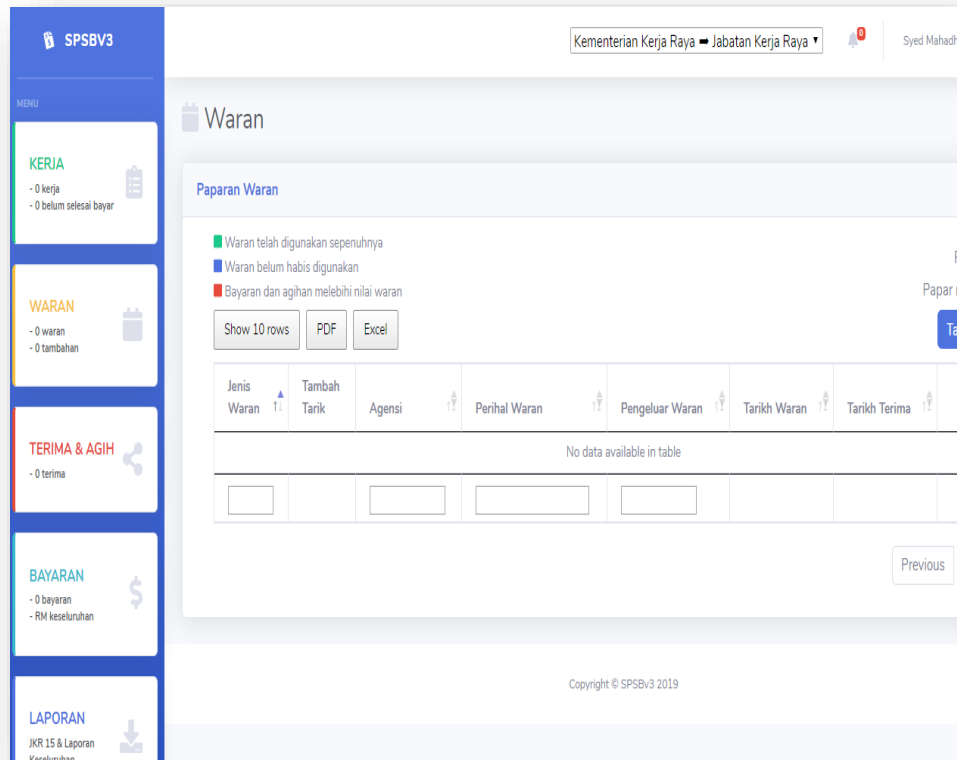 SPSBV3
Kementerian Kerja Raya ➡ Jabatan Kerja Raya
0
Syed
MENU
Waran
KERJA
- 0 kerja
- 0 belum selesai bayar
WARAN
- 0 waran
- 0 tambahan
TERIMA & AGIH
- 0 terima
BAYARAN
- 0 bayaran
- RM keseluruhan
LAPORAN
JKR 15 & Laporan
Keseluruhan
Paparan Waran
Waran telah digunakan sepenuhnya
Waran belum habis digunakan
Bayaran dan agihan melebihi nilai waran
Papar
Show 10 rows
PDF
Excel
Jenis Waran
Tambah Tarik
Agensi
Perihal Waran
Pengeluar Waran
Tarikh Waran
Tarikh Terima
No data available in table
Previous
Copyright © SPSBv3 2019